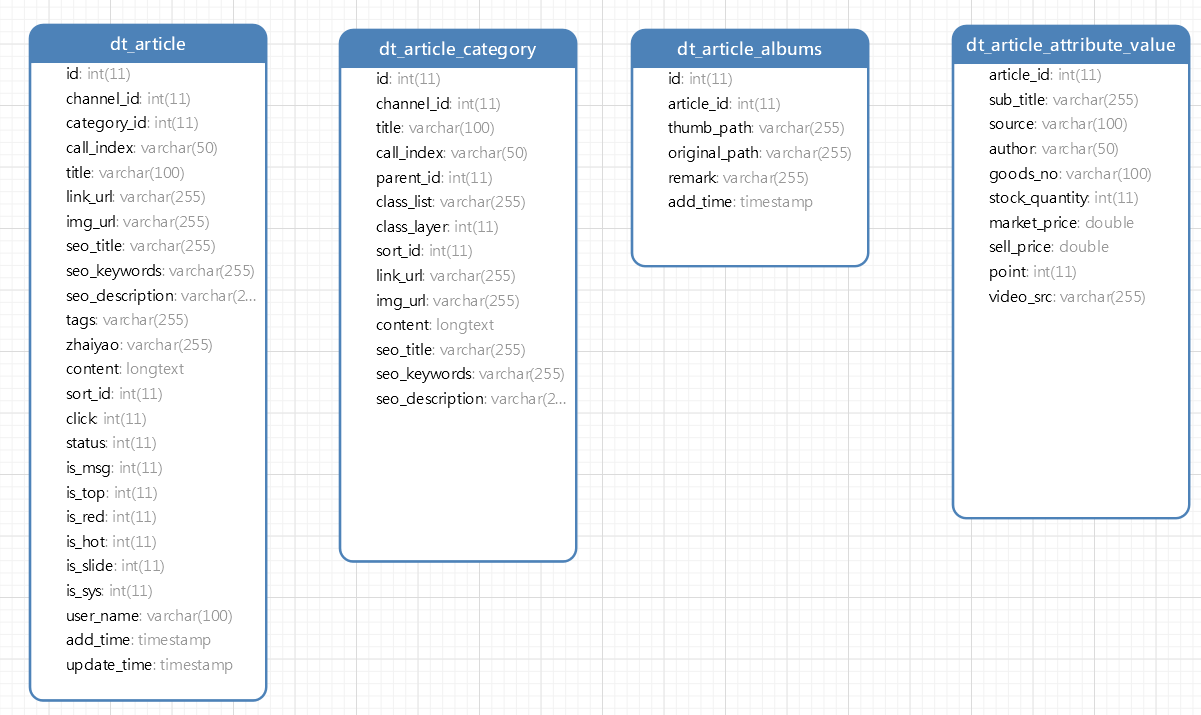 dt_article
id: int(11)
channel_id: int(11)
category_id: int(11)
call_index: varchar(50)
title: varchar(100)
link_url: varchar(255)
img_url: varchar(255)
seo_title: varchar(255)
seo_keywords: varchar(255)
seo_description: varchar(2...
tags: varchar(255)
zhaiyao: varchar(255)
content: longtext
sort_id: int(11)
click: int(11)
status: int(11)
is_msg: int(11)
is_top: int(11)
is_red: int(11)
is_hot: int(11)
is_slide: int(11)
is_sys: int(11)
user_name: varchar(100)
add_time: timestamp
update_time: timestamp
dt_article_category
id: int(11)
channel_id: int(11)
title: varchar(100)
call_index: varchar(50)
parent_id: int(11)
class_list: varchar(255)
class_layer: int(11)
sort_id: int(11)
link_url: varchar(255)
img_url: varchar(255)
content: longtext
seo_title: varchar(255)
seo_keywords: varchar(255)
seo_description: varchar(2...
dt_article_albums
id: int(11)
article_id: int(11)
thumb_path: varchar(255)
original_path: varchar(255)
remark: varchar(255)
add_time: timestamp
dt_article_attribute_value
article_id: int(11)
sub_title: varchar(255)
source: varchar(100)
author: varchar(50)
goods_no: varchar(100)
stock_quantity: int(11)
market_price: double
sell_price: double
point: int(11)
video_src: varchar(255)